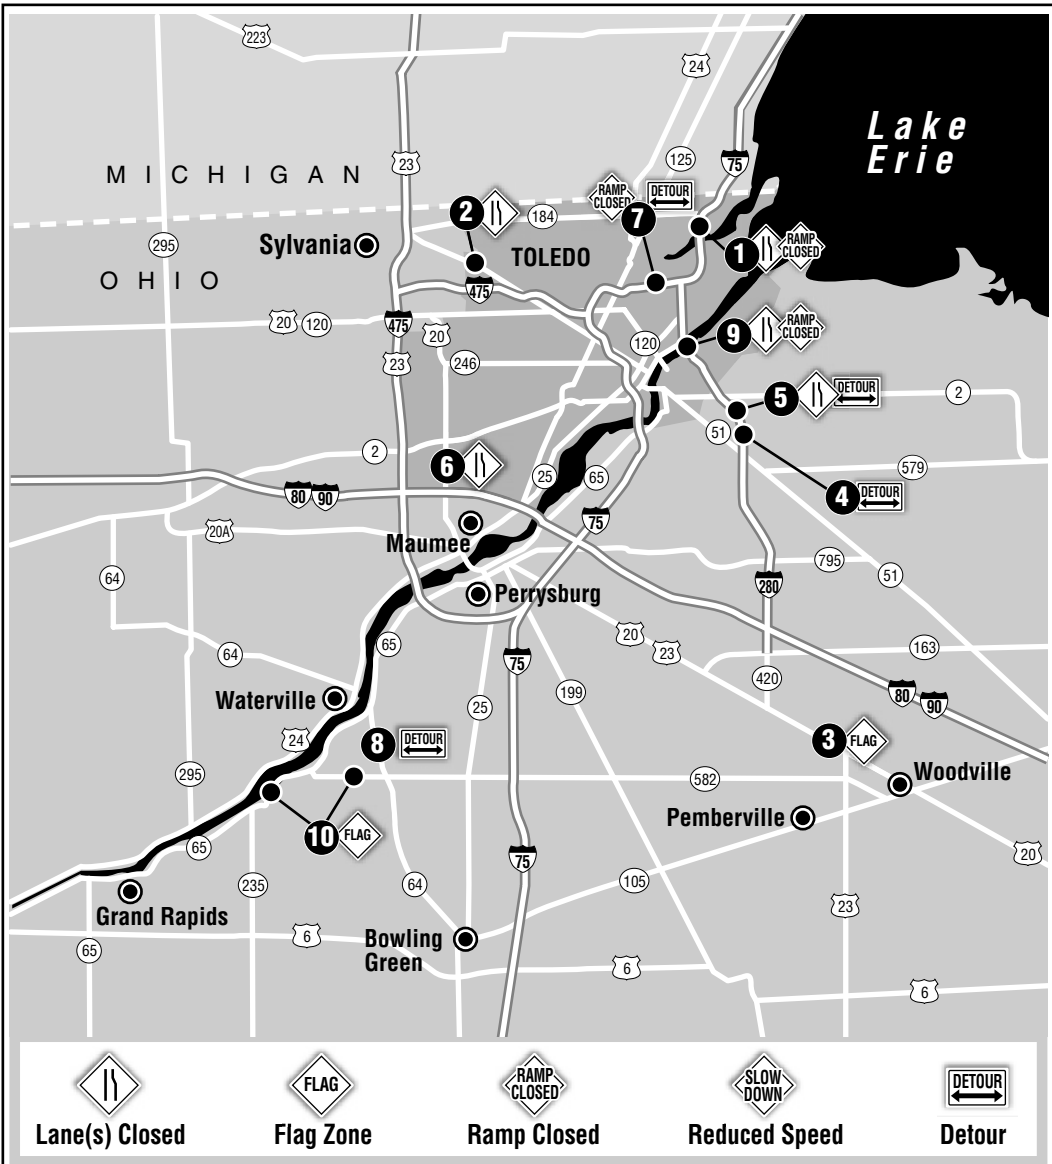 223
24
Lake
Erie
23
125
75
MICHIGAN
RAMP
CLOSED
DETOUR
2
184
7
295
Sylvania
TOLEDO
1
RAMP
CLOSED
OHIO
475
20
120
475
20
9
RAMP
CLOSED
120
23
246
5
DETOUR
2
51
2
6
25
65
579
80
90
4
DETOUR
75
20A
Maumee
795
64
51
280
Perrysburg
20
23
65
64
163
75
199
420
80
90
Waterville
25
24
8
DETOUR
3
FLAG
295
582
Woodville
10
FLAG
Pemberville
65
20
75
235
64
105
Grand Rapids
23
6
Bowling
Green
65
6
6
FLAG
RAMP
CLOSED
SLOW
DOWN
DETOUR
Lane(s) Closed
Flag Zone
Ramp Closed
Reduced Speed
Detour